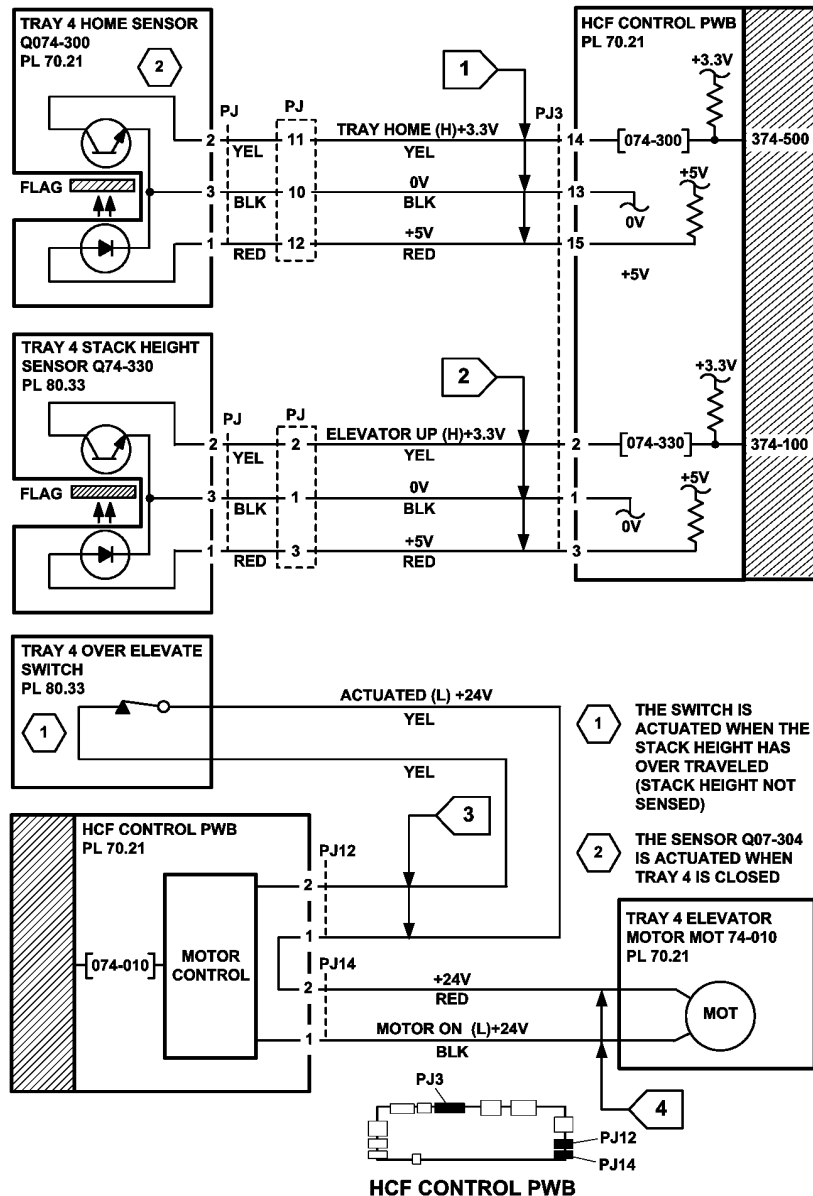 TRAY 4 HOME SENSOR
Q074-300
PL 70.21
2
1
HCF CONTROL PWB
PL 70.21
+3.3V
PJ
PJ
PJ3
2
YEL
11
TRAY HOME (H)+3.3V
YEL
14
074-300
374-500
FLAG
3
BLK
10
0V
BLK
13
0V
+5V
1
RED
12
+5V
RED
15
+5V
TRAY 4 STACK HEIGHT
SENSOR Q74-330
PL 80.33
2
+3.3V
PJ
PJ
2
YEL
2
ELEVATOR UP (H)+3.3V
YEL
2
074-330
374-100
FLAG
3
BLK
1
0V
BLK
1
0V
+5V
1
RED
3
+5V
RED
3
TRAY 4 OVER ELEVATE
SWITCH
PL 80.33
1
ACTUATED (L) +24V
YEL
YEL
1
THE SWITCH IS
ACTUATED WHEN THE
STACK HEIGHT HAS
OVER TRAVELED
(STACK HEIGHT NOT
SENSED)
2
THE SENSOR Q07-304
IS ACTUATED WHEN
TRAY 4 IS CLOSED
HCF CONTROL PWB
PL 70.21
3
PJ12
2
1
074-010
MOTOR
CONTROL
PJ14
2
+24V
RED
1
MOTOR ON (L)+24V
BLK
TRAY 4 ELEVATOR
MOTOR MOT 74-010
PL 70.21
MOT
4
PJ3
PJ12
PJ14
HCF CONTROL PWB